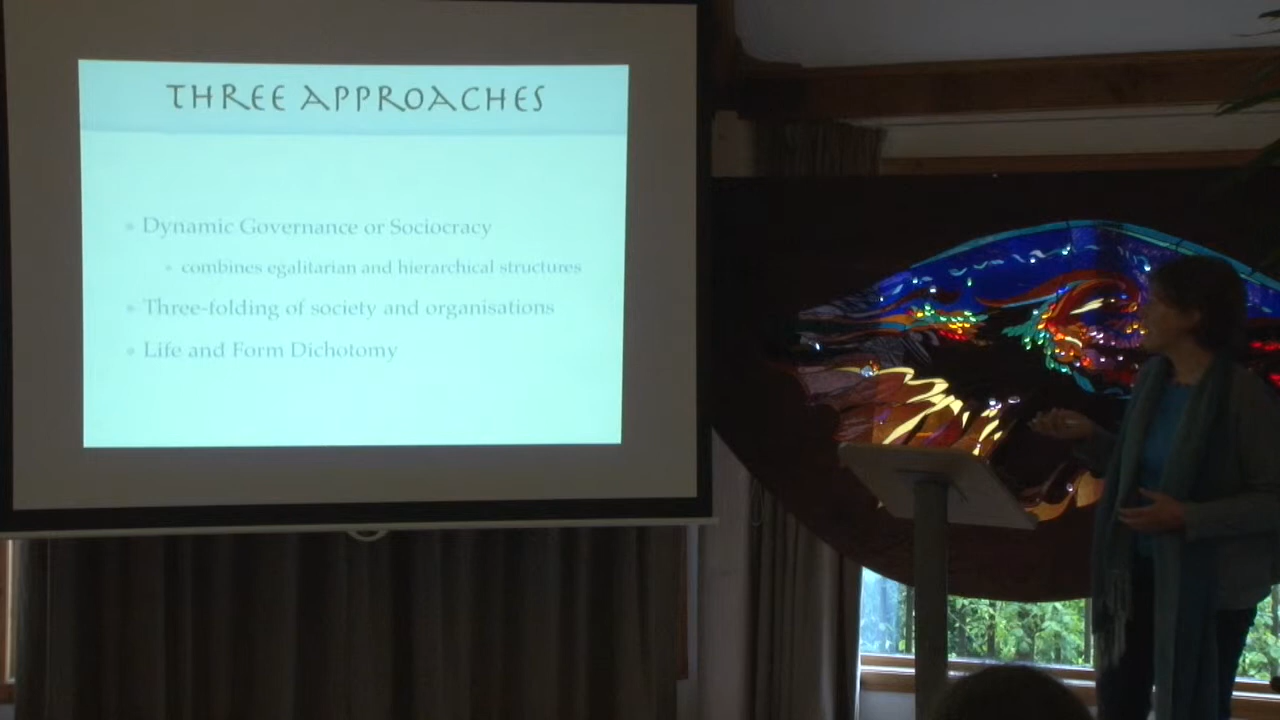 THREE APPROACHES
Dynamic Governance or Sociocracy
combines egalitarian and hierarchical structures
Three-folding of society and organisations
Life and Form Dichotomy